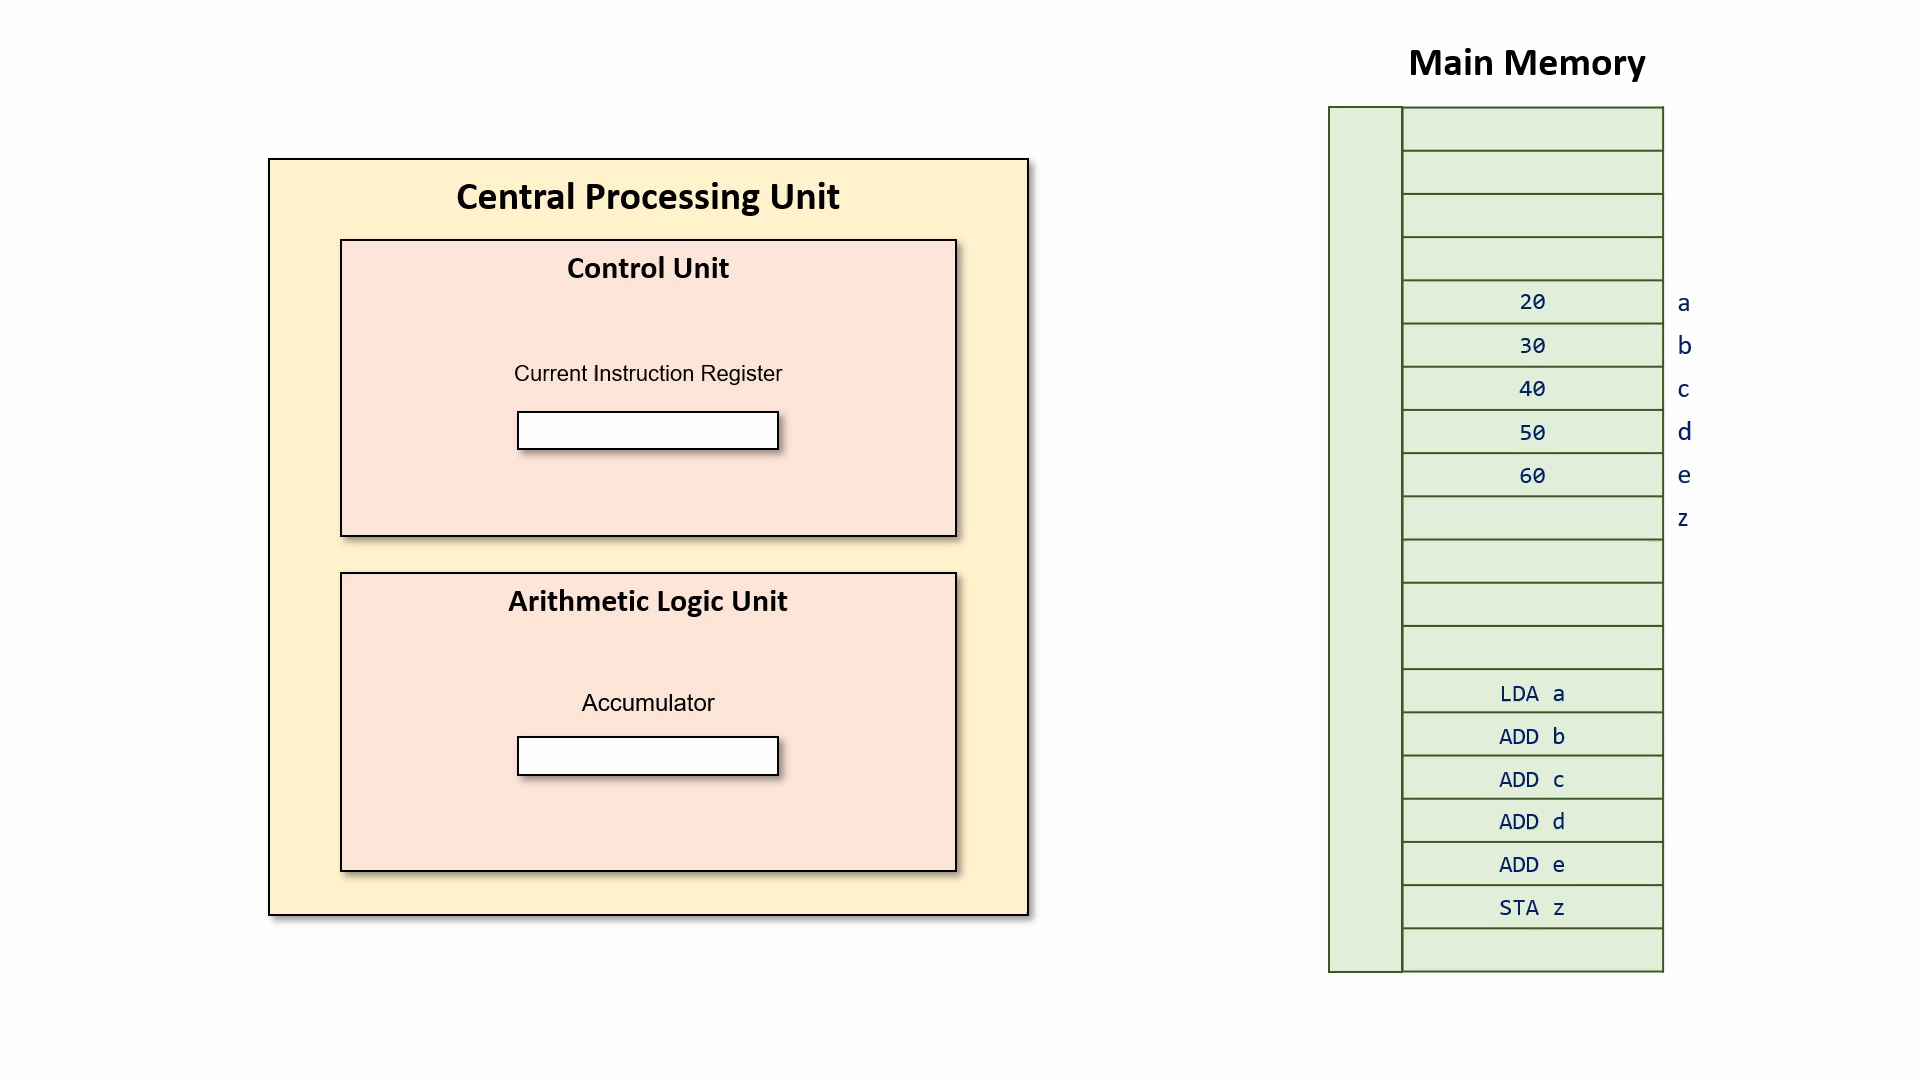 Main Memory
Central Processing Unit
Control Unit
Current Instruction Register
Arithmetic Logic Unit
Accumulator
20 a
30 b
40 c
50 d
60 e
z
LDA a
ADD b
ADD c
ADD d
ADD e
STA z